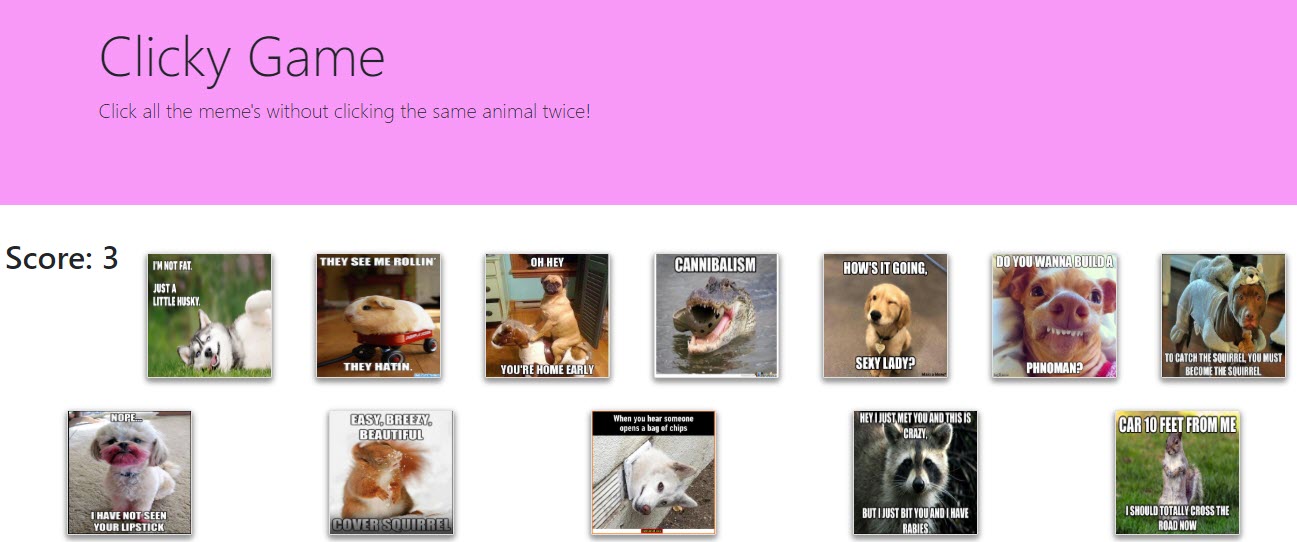 Clicky Game
Click all the meme's without clicking the same animal twice!
Score: 3
I'M NOT FAT.
JUST A
LITTLE HUSKY.
THEY SEE ME ROLLIN'
THEY HATIN.
OH HEY
YOU'RE HOME EARLY
CANNIBALISM
HOW'S IT GOING,
SEXY LADY?
DO YOU WANNA BUILD A
PHNOMAN?
TO CATCH THE SQUIRREL, YOU MUST
BECOME THE SQUIRREL.
NOPE...
I HAVE NOT SEEN
YOUR LIPSTICK
EASY, BREEZY,
BEAUTIFUL
COVER SQUIRREL
When you hear someone
opens a bag of chips
HEY I JUST MET YOU AND THIS IS
CRAZY,
BUT I JUST BIT YOU AND I HAVE
RABIES.
CAR 10 FEET FROM ME
I SHOULD TOTALLY CROSS THE
ROAD NOW